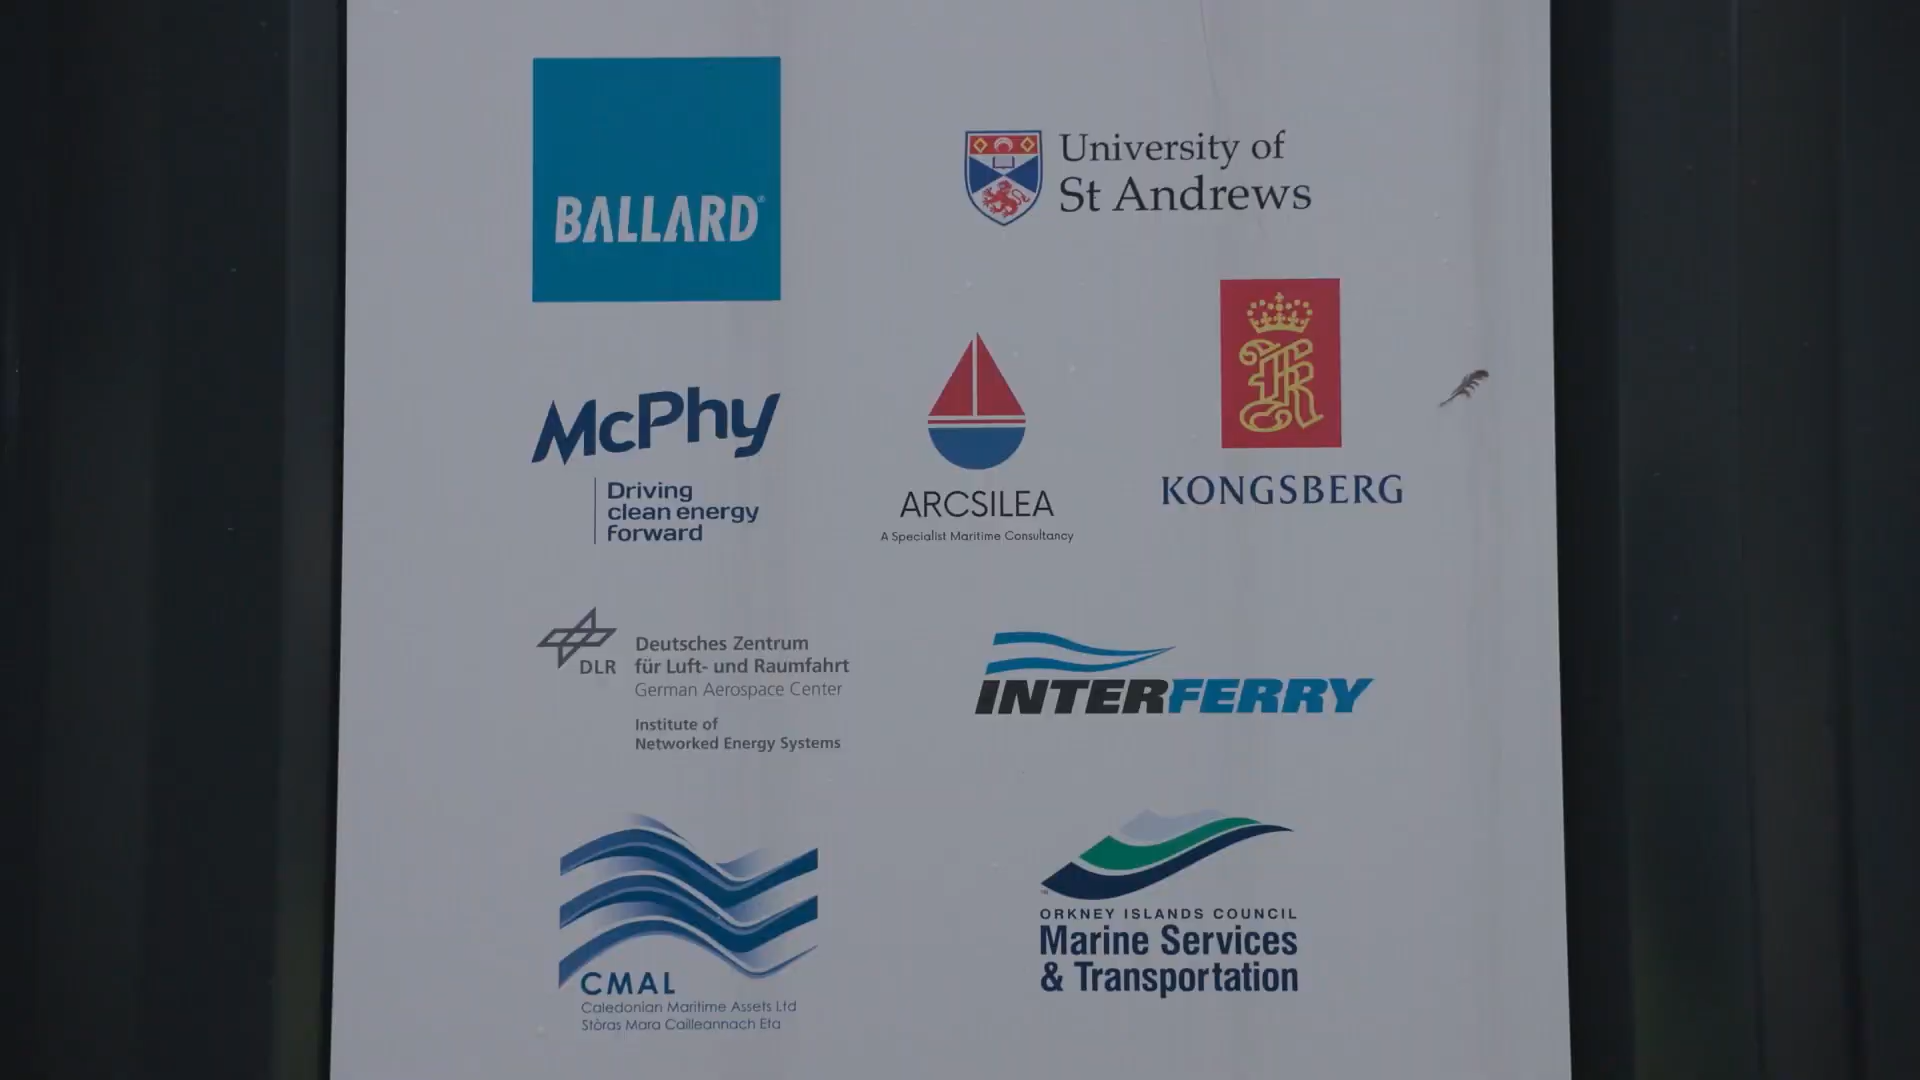 BALLARD®
University of
St Andrews
McPhy
Driving
clean energy
forward
ARCSILEA
A Specialist Maritime Consultancy
KONGSBERG
DLR
Deutsches Zentrum
für Luft- und Raumfahrt
German Aerospace Center
Institute of
Networked Energy Systems
INTERFERRY
CMAL
Caledonian Maritime Assets Ltd
Stòras Mara Cailleannach Eta
ORKNEY ISLANDS COUNCIL
Marine Services
& Transportation